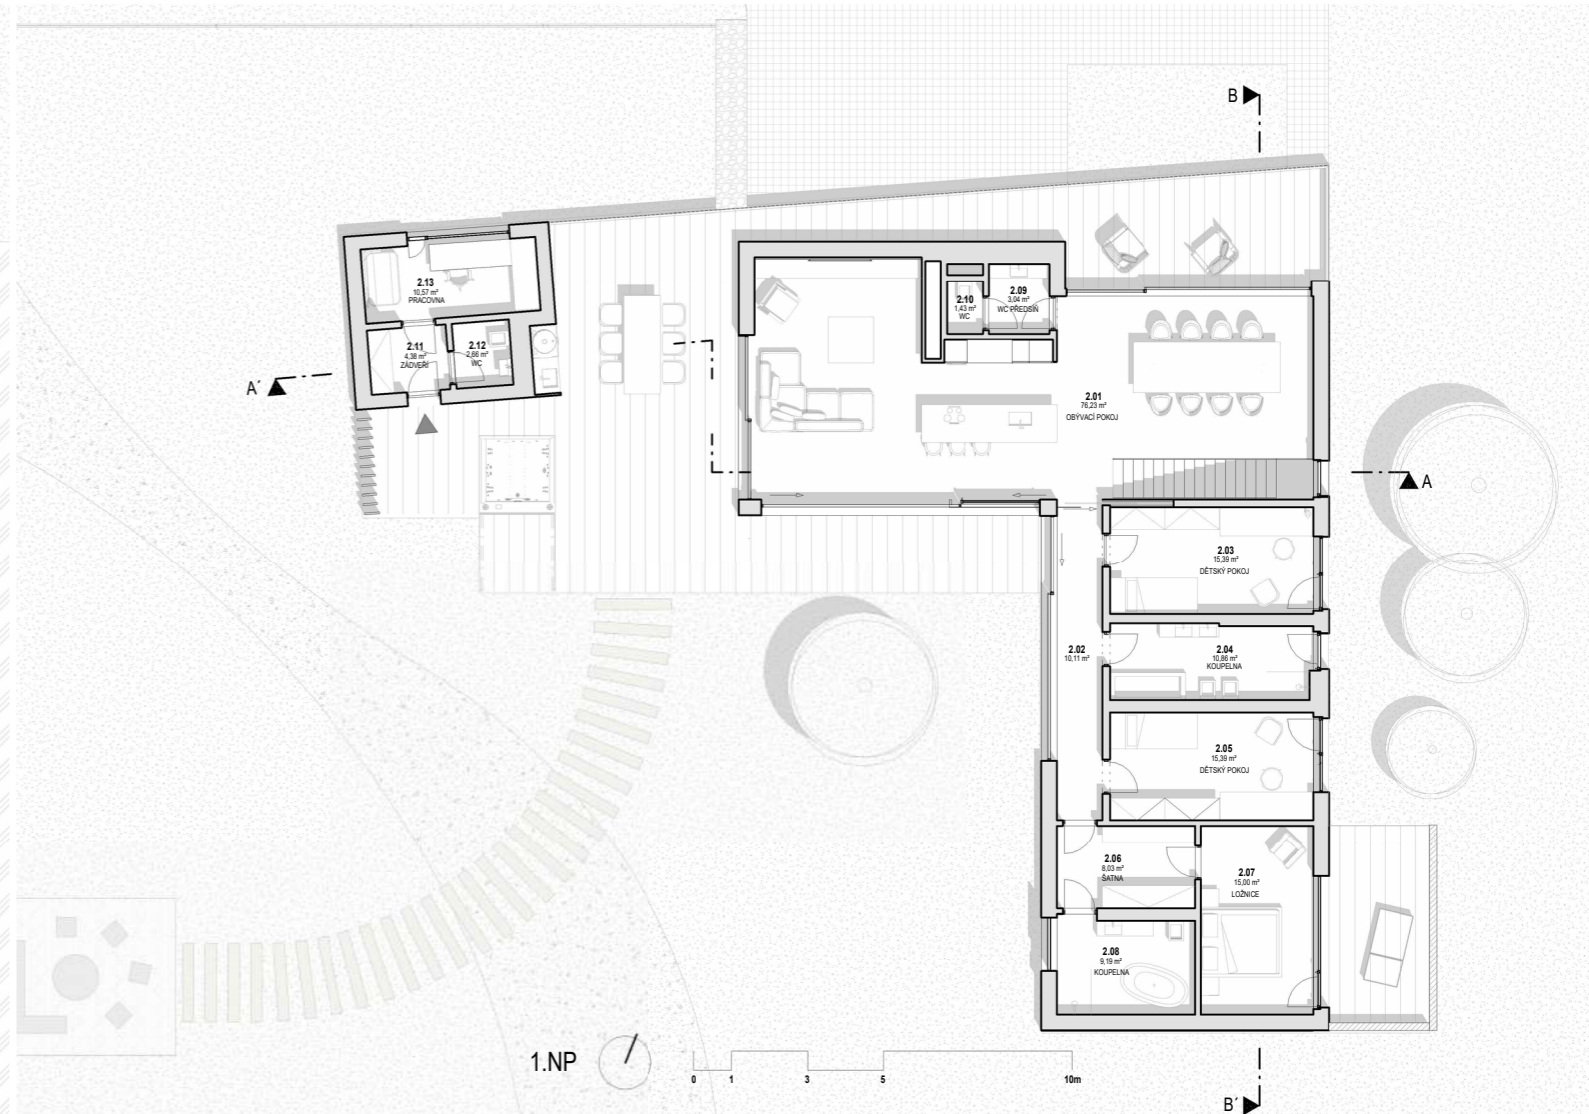 B
2.13
10,57 m²
PRACOVNA
2.11
4,38 m²
ZÁDVEŘÍ
2.12
2,66 m²
WC
A´
2.10
1,43 m²
WC
2.09
3,04 m²
WC PŘEDSÍŇ
2.01
76,23 m²
OBÝVACÍ POKOJ
A
2.03
15,39 m²
DĚTSKÝ POKOJ
2.02
10,11 m²
2.04
10,86 m²
KOUPELNA
2.05
15,39 m²
DĚTSKÝ POKOJ
2.06
8,03 m²
ŠATNA
2.07
15,00 m²
LOŽNICE
2.08
9,19 m²
KOUPELNA
1.NP
0 1 3 5 10m
B´